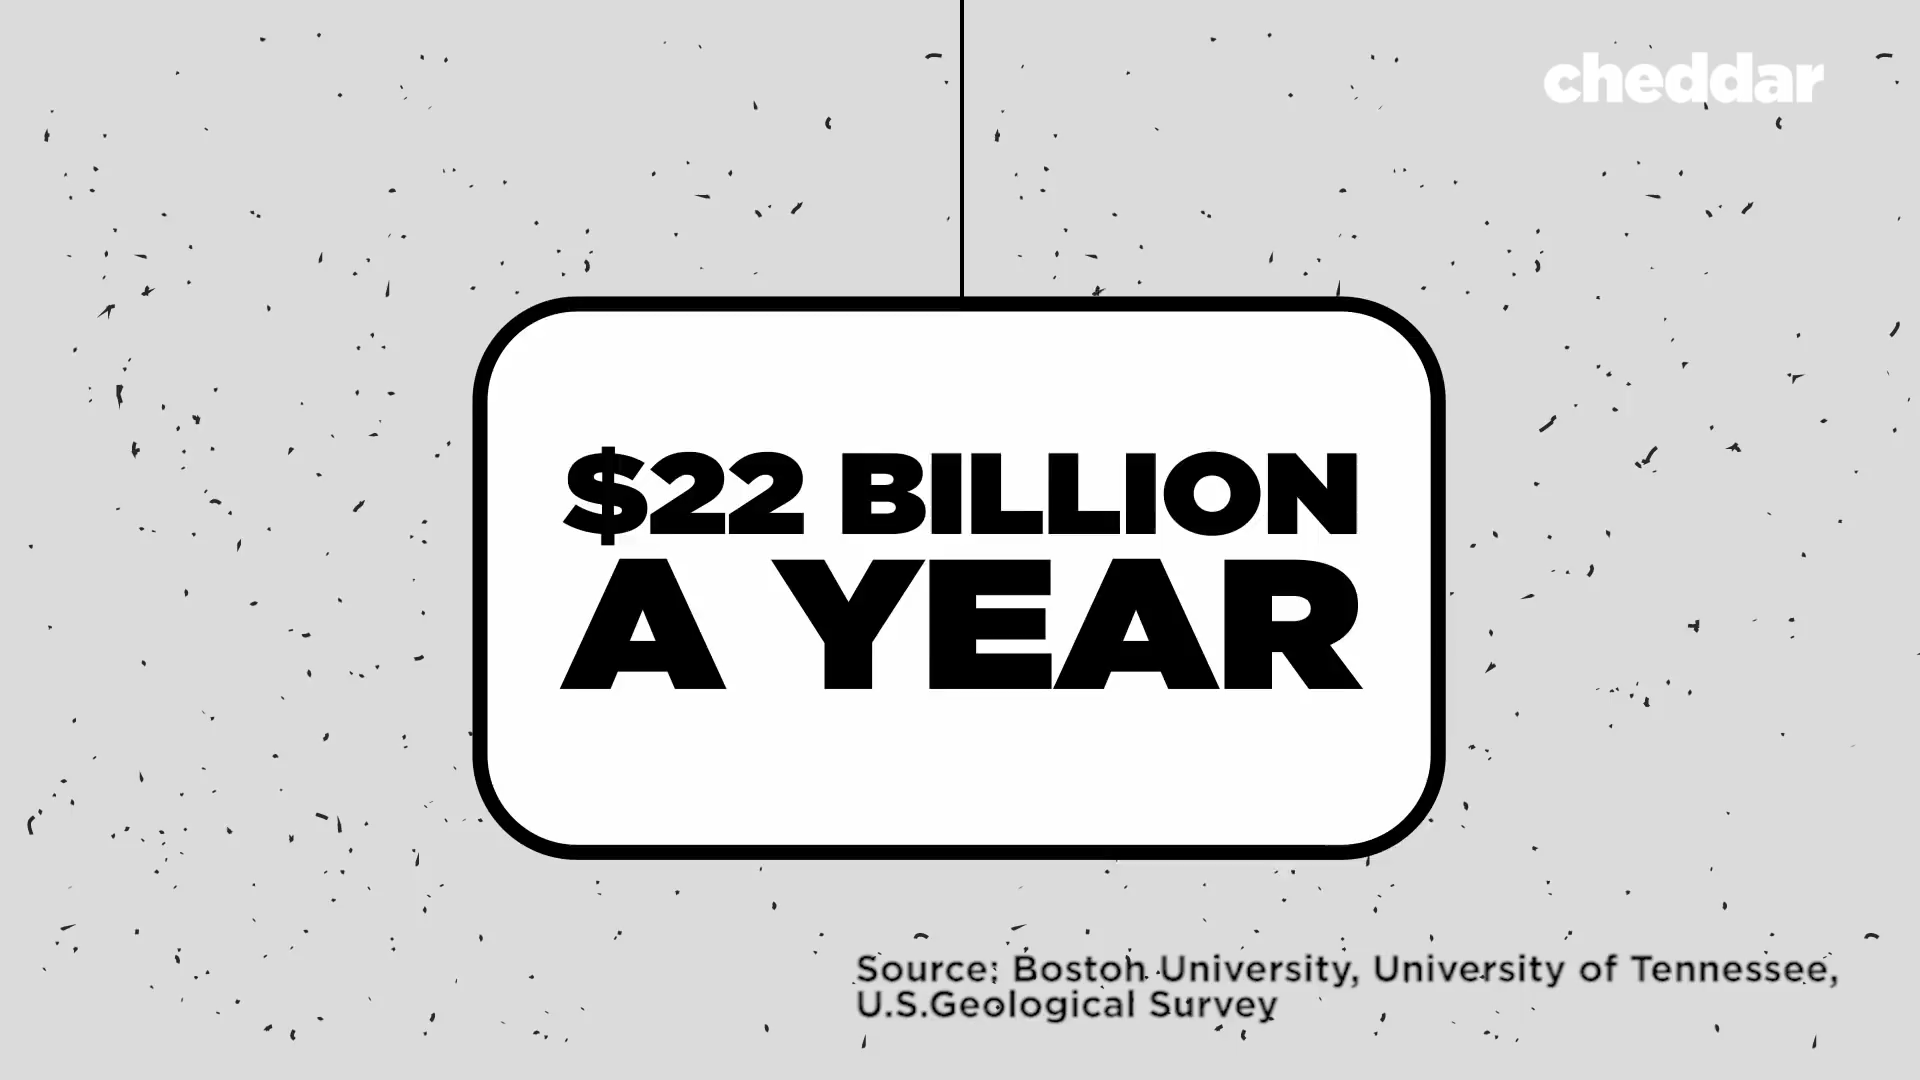 cheddar
$22 BILLION
A YEAR
Source: Boston University, University of Tennessee,
U.S.Geological Survey